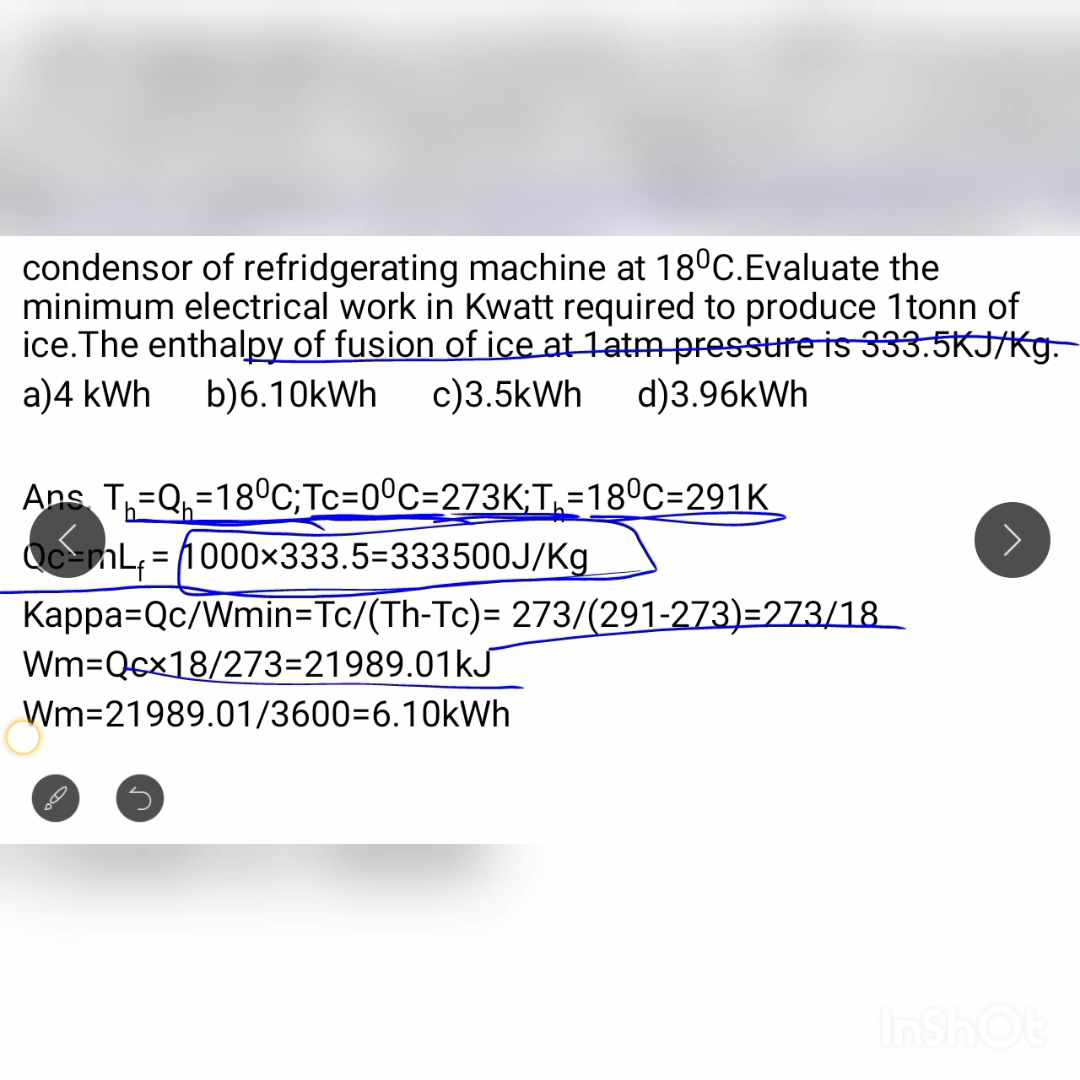 condensor of refridgerating machine at 18⁰C.Evaluate the
minimum electrical work in Kwatt required to produce 1tonn of
ice.The enthalpy of fusion of ice at 1atm pressure is 333.5KJ/Kg.
a)4 kWh b)6.10kWh c)3.5kWh d)3.96kWh
Ans. Tₕ=Qₕ=18⁰C;Tc=0⁰C=273K;Tₕ=18⁰C=291K
Qc=mL_f = 1000×333.5=333500J/Kg
Kappa=Qc/Wmin=Tc/(Th-Tc)= 273/(291-273)=273/18
Wm=Qc×18/273=21989.01kJ
Wm=21989.01/3600=6.10kWh
InShOt